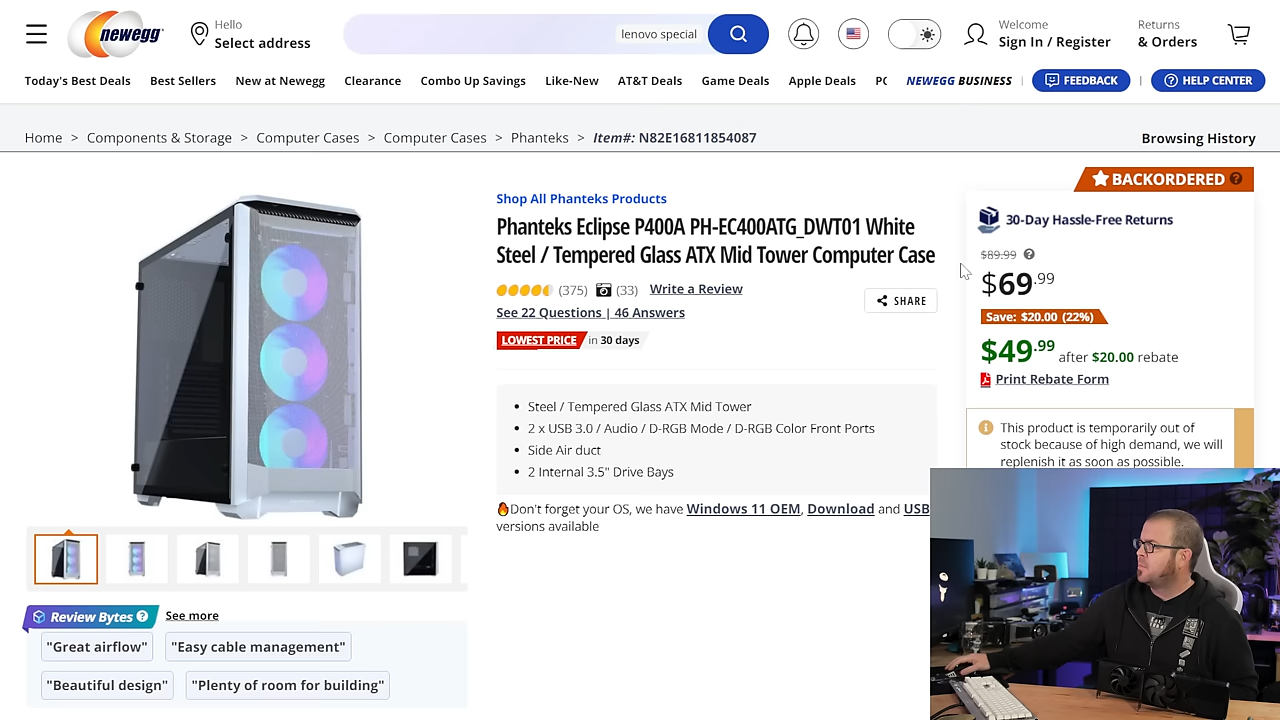 newegg
Hello
Select address
lenovo special
Welcome
Sign In / Register
Returns
& Orders
Today's Best Deals
Best Sellers
New at Newegg
Clearance
Combo Up Savings
Like-New
AT&T Deals
Game Deals
Apple Deals
PC
NEWEGG BUSINESS
FEEDBACK
HELP CENTER
Home > Components & Storage > Computer Cases > Computer Cases > Phanteks > Item#: N82E16811854087
Browsing History
BACKORDERED
Shop All Phanteks Products
Phanteks Eclipse P400A PH-EC400ATG_DWT01 White
Steel / Tempered Glass ATX Mid Tower Computer Case
(375) (33) Write a Review
See 22 Questions | 46 Answers
SHARE
LOWEST PRICE in 30 days
• Steel / Tempered Glass ATX Mid Tower
• 2 x USB 3.0 / Audio / D-RGB Mode / D-RGB Color Front Ports
• Side Air duct
• 2 Internal 3.5" Drive Bays
Don't forget your OS, we have Windows 11 OEM, Download and USB
versions available
30-Day Hassle-Free Returns
$89.99
$69.99
Save: $20.00 (22%)
$49.99 after $20.00 rebate
Print Rebate Form
This product is temporarily out of
stock because of high demand, we will
replenish it as soon as possible.
Review Bytes
See more
"Great airflow"
"Easy cable management"
"Beautiful design"
"Plenty of room for building"